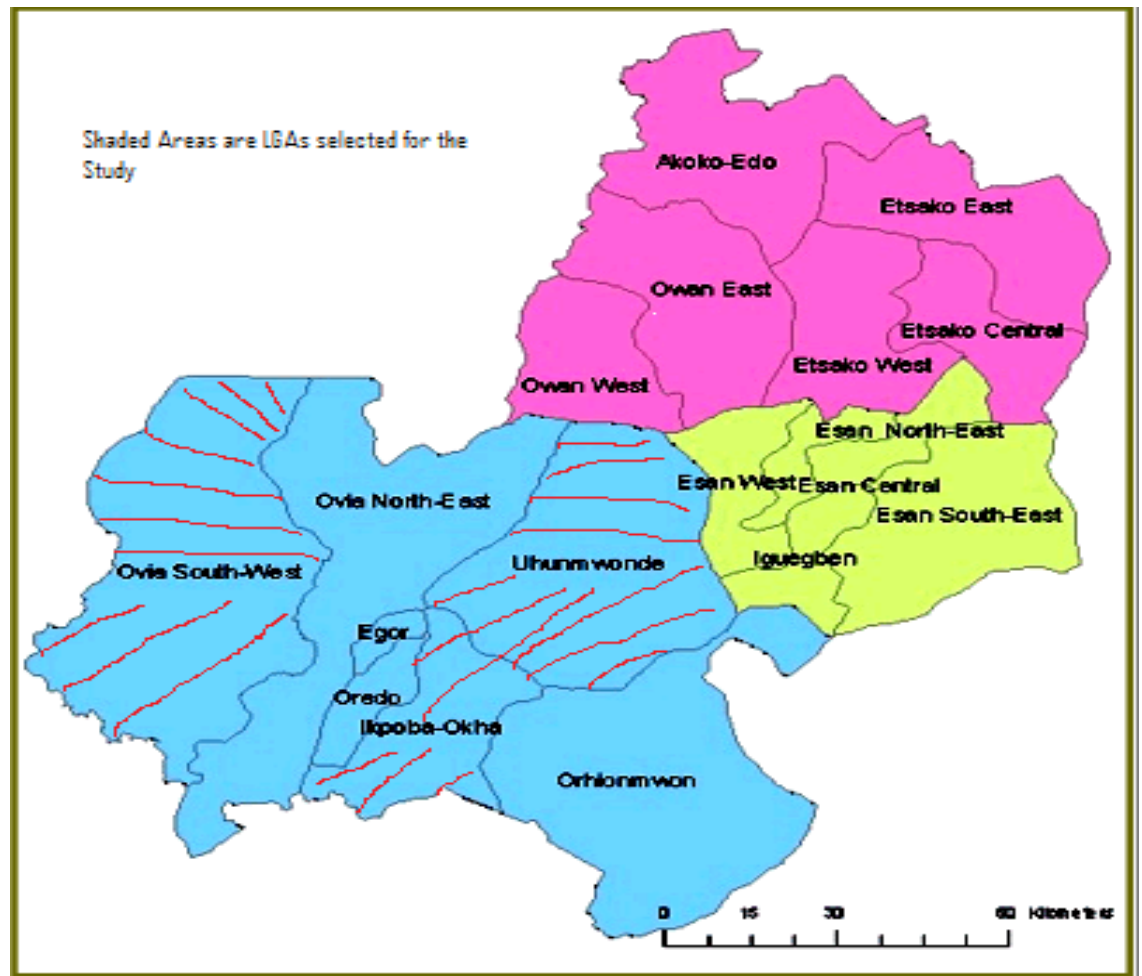 Shaded Areas are LGAs selected for the
Study
Akoko-Edo
Etsako East
Owan East
Etsako Central
Etsako West
Owan West
Esan North-East
Esan West
Esan Central
Ovia North-East
Esan South-East
Iguegben
Uhunmwonde
Ovia South-West
Egor
Oredo
Ikpoba-Okha
Orhionmwon
0 15 30 60 Kilometers